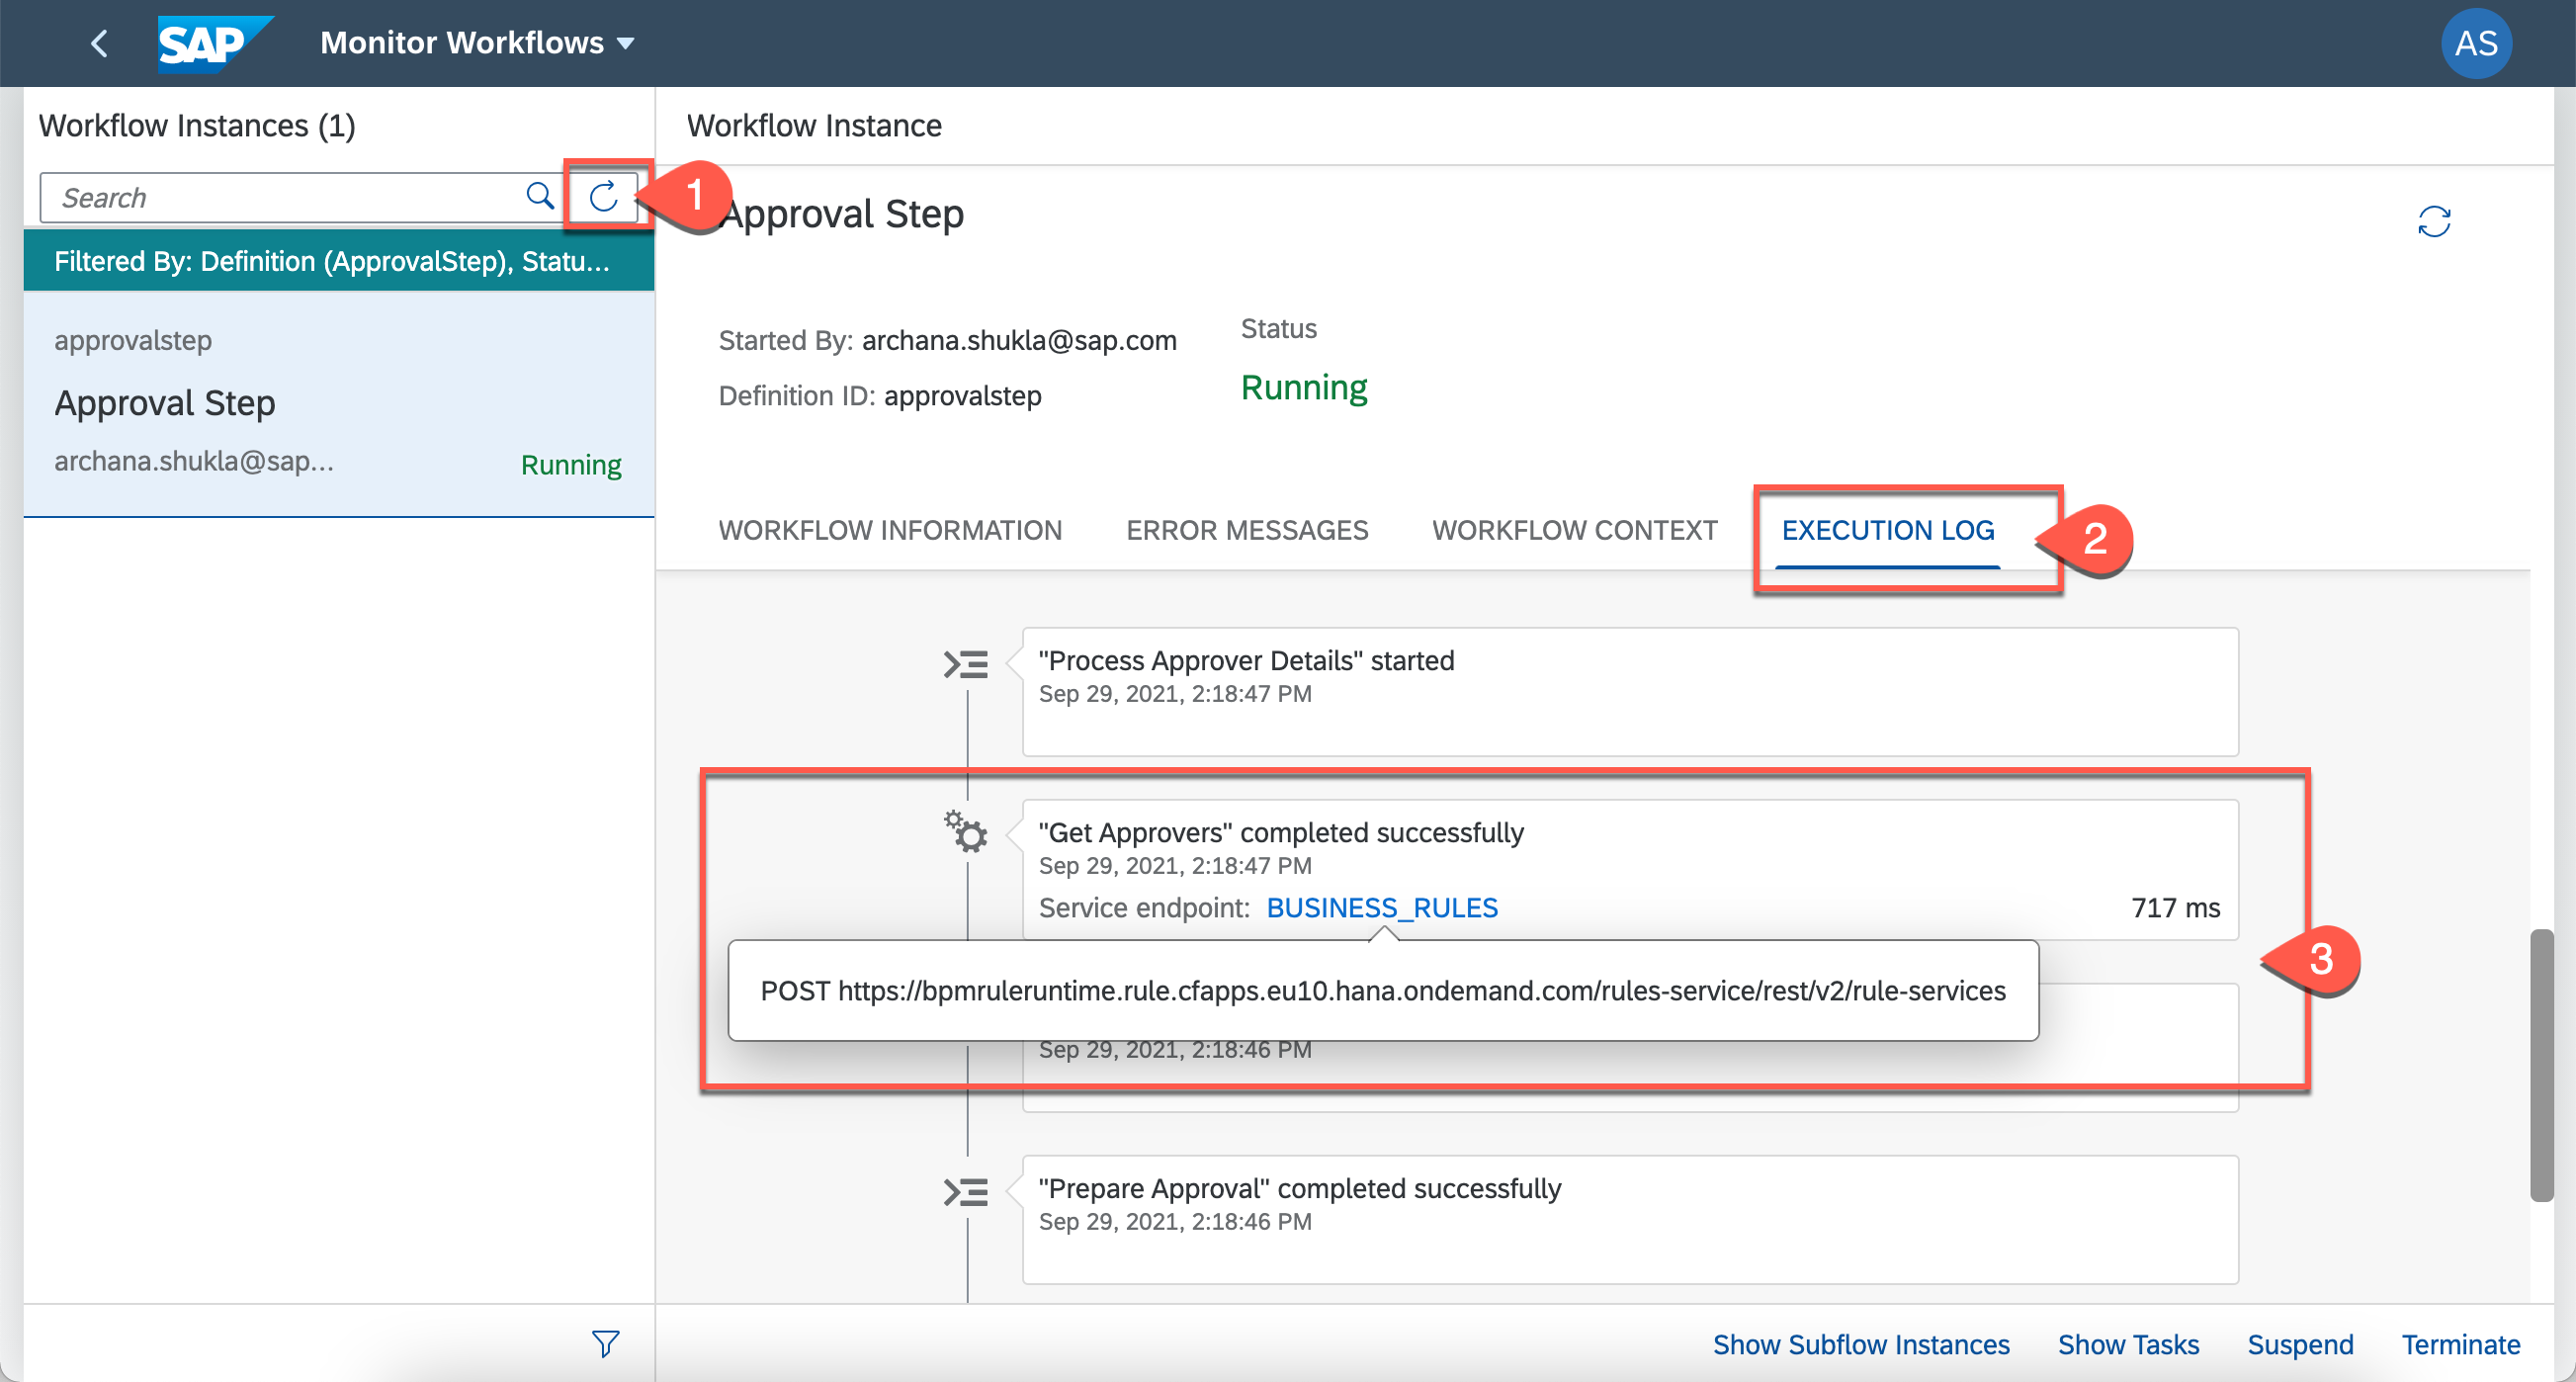 SAP
Monitor Workflows
AS
Workflow Instances (1)
Search
1
Filtered By: Definition (ApprovalStep), Statu...
approvalstep
Approval Step
archana.shukla@sap...
Running
Workflow Instance
Approval Step
Started By: archana.shukla@sap.com
Definition ID: approvalstep
Status
Running
WORKFLOW INFORMATION
ERROR MESSAGES
WORKFLOW CONTEXT
EXECUTION LOG
2
"Process Approver Details" started
Sep 29, 2021, 2:18:47 PM
"Get Approvers" completed successfully
Sep 29, 2021, 2:18:47 PM
Service endpoint: BUSINESS_RULES
717 ms
3
POST https://bpmruleruntime.rule.cfapps.eu10.hana.ondemand.com/rules-service/rest/v2/rule-services
Sep 29, 2021, 2:18:46 PM
"Prepare Approval" completed successfully
Sep 29, 2021, 2:18:46 PM
Show Subflow Instances
Show Tasks
Suspend
Terminate